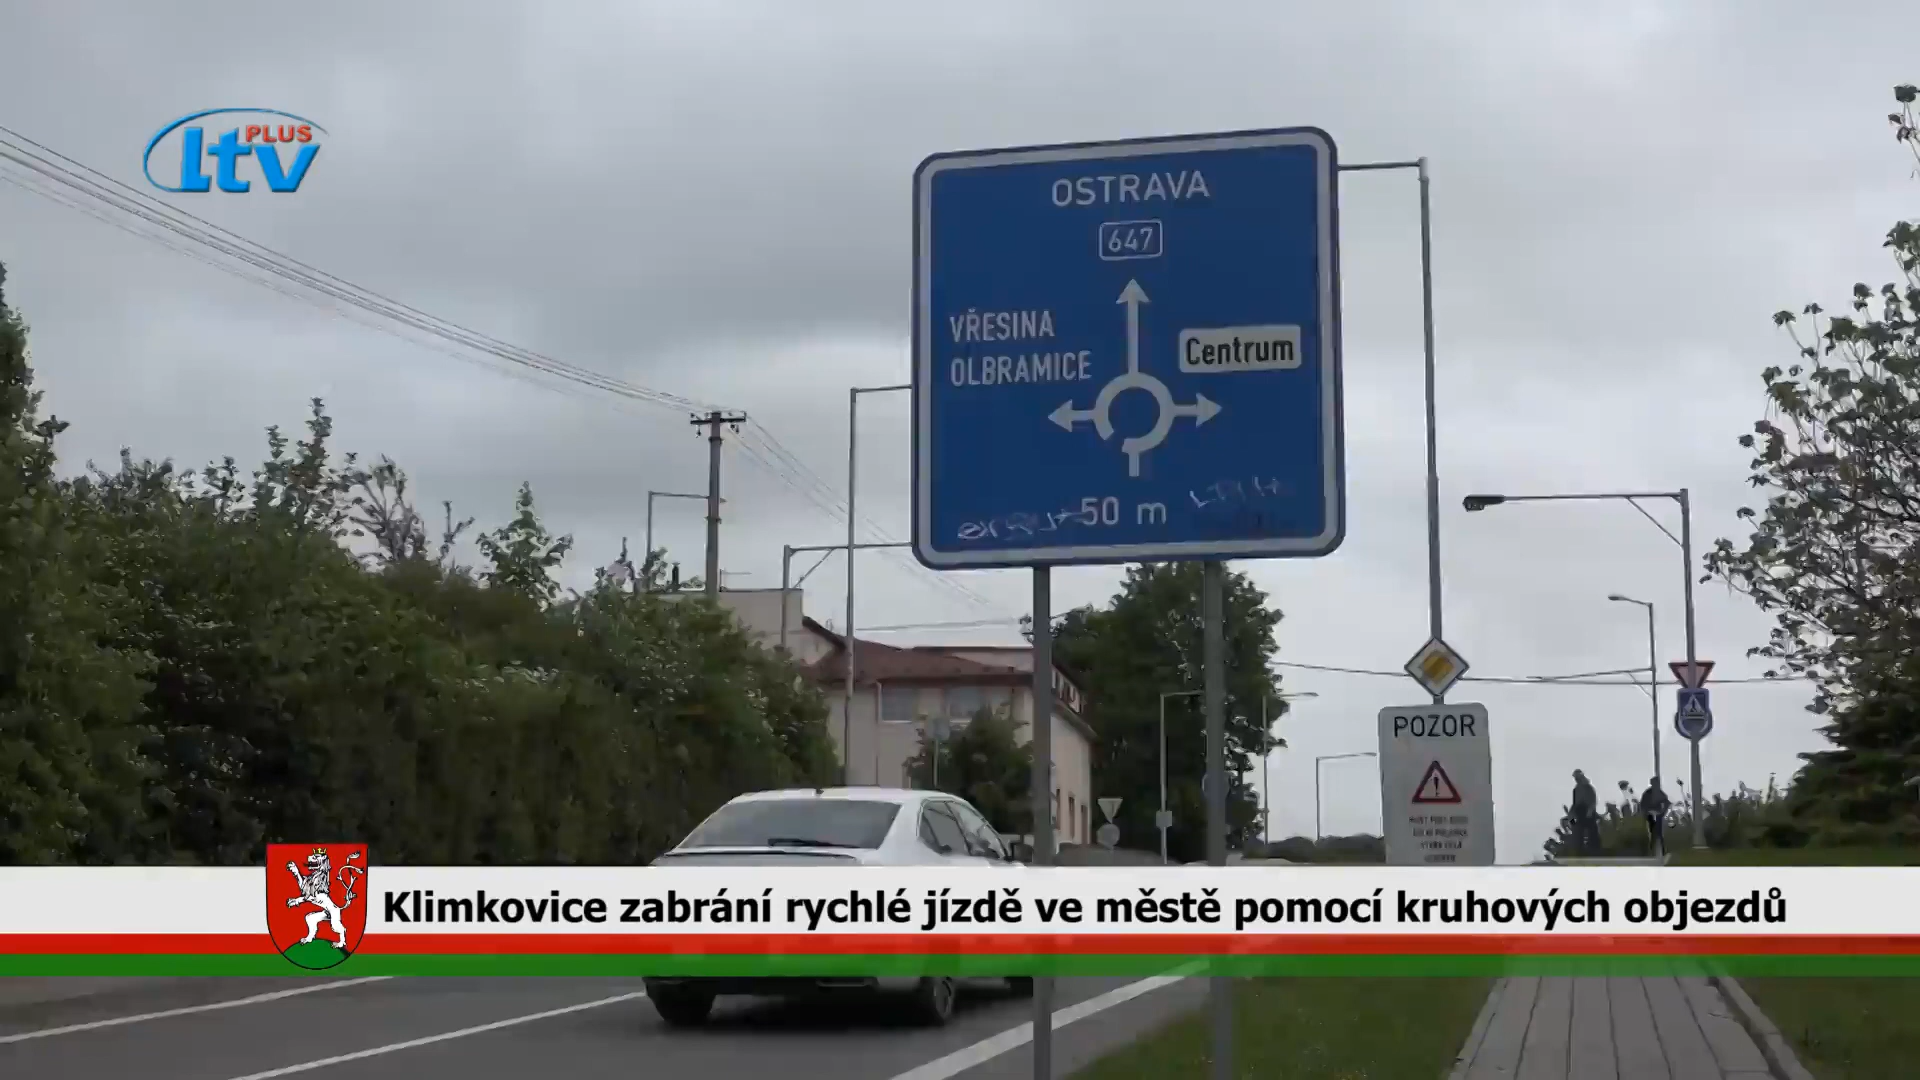 PLUS
ltv
OSTRAVA
647
VŘESINA
OLBRAMICE
Centrum
50 m
POZOR
Klimkovice zabrání rychlé jízdě ve městě pomocí kruhových objezdů